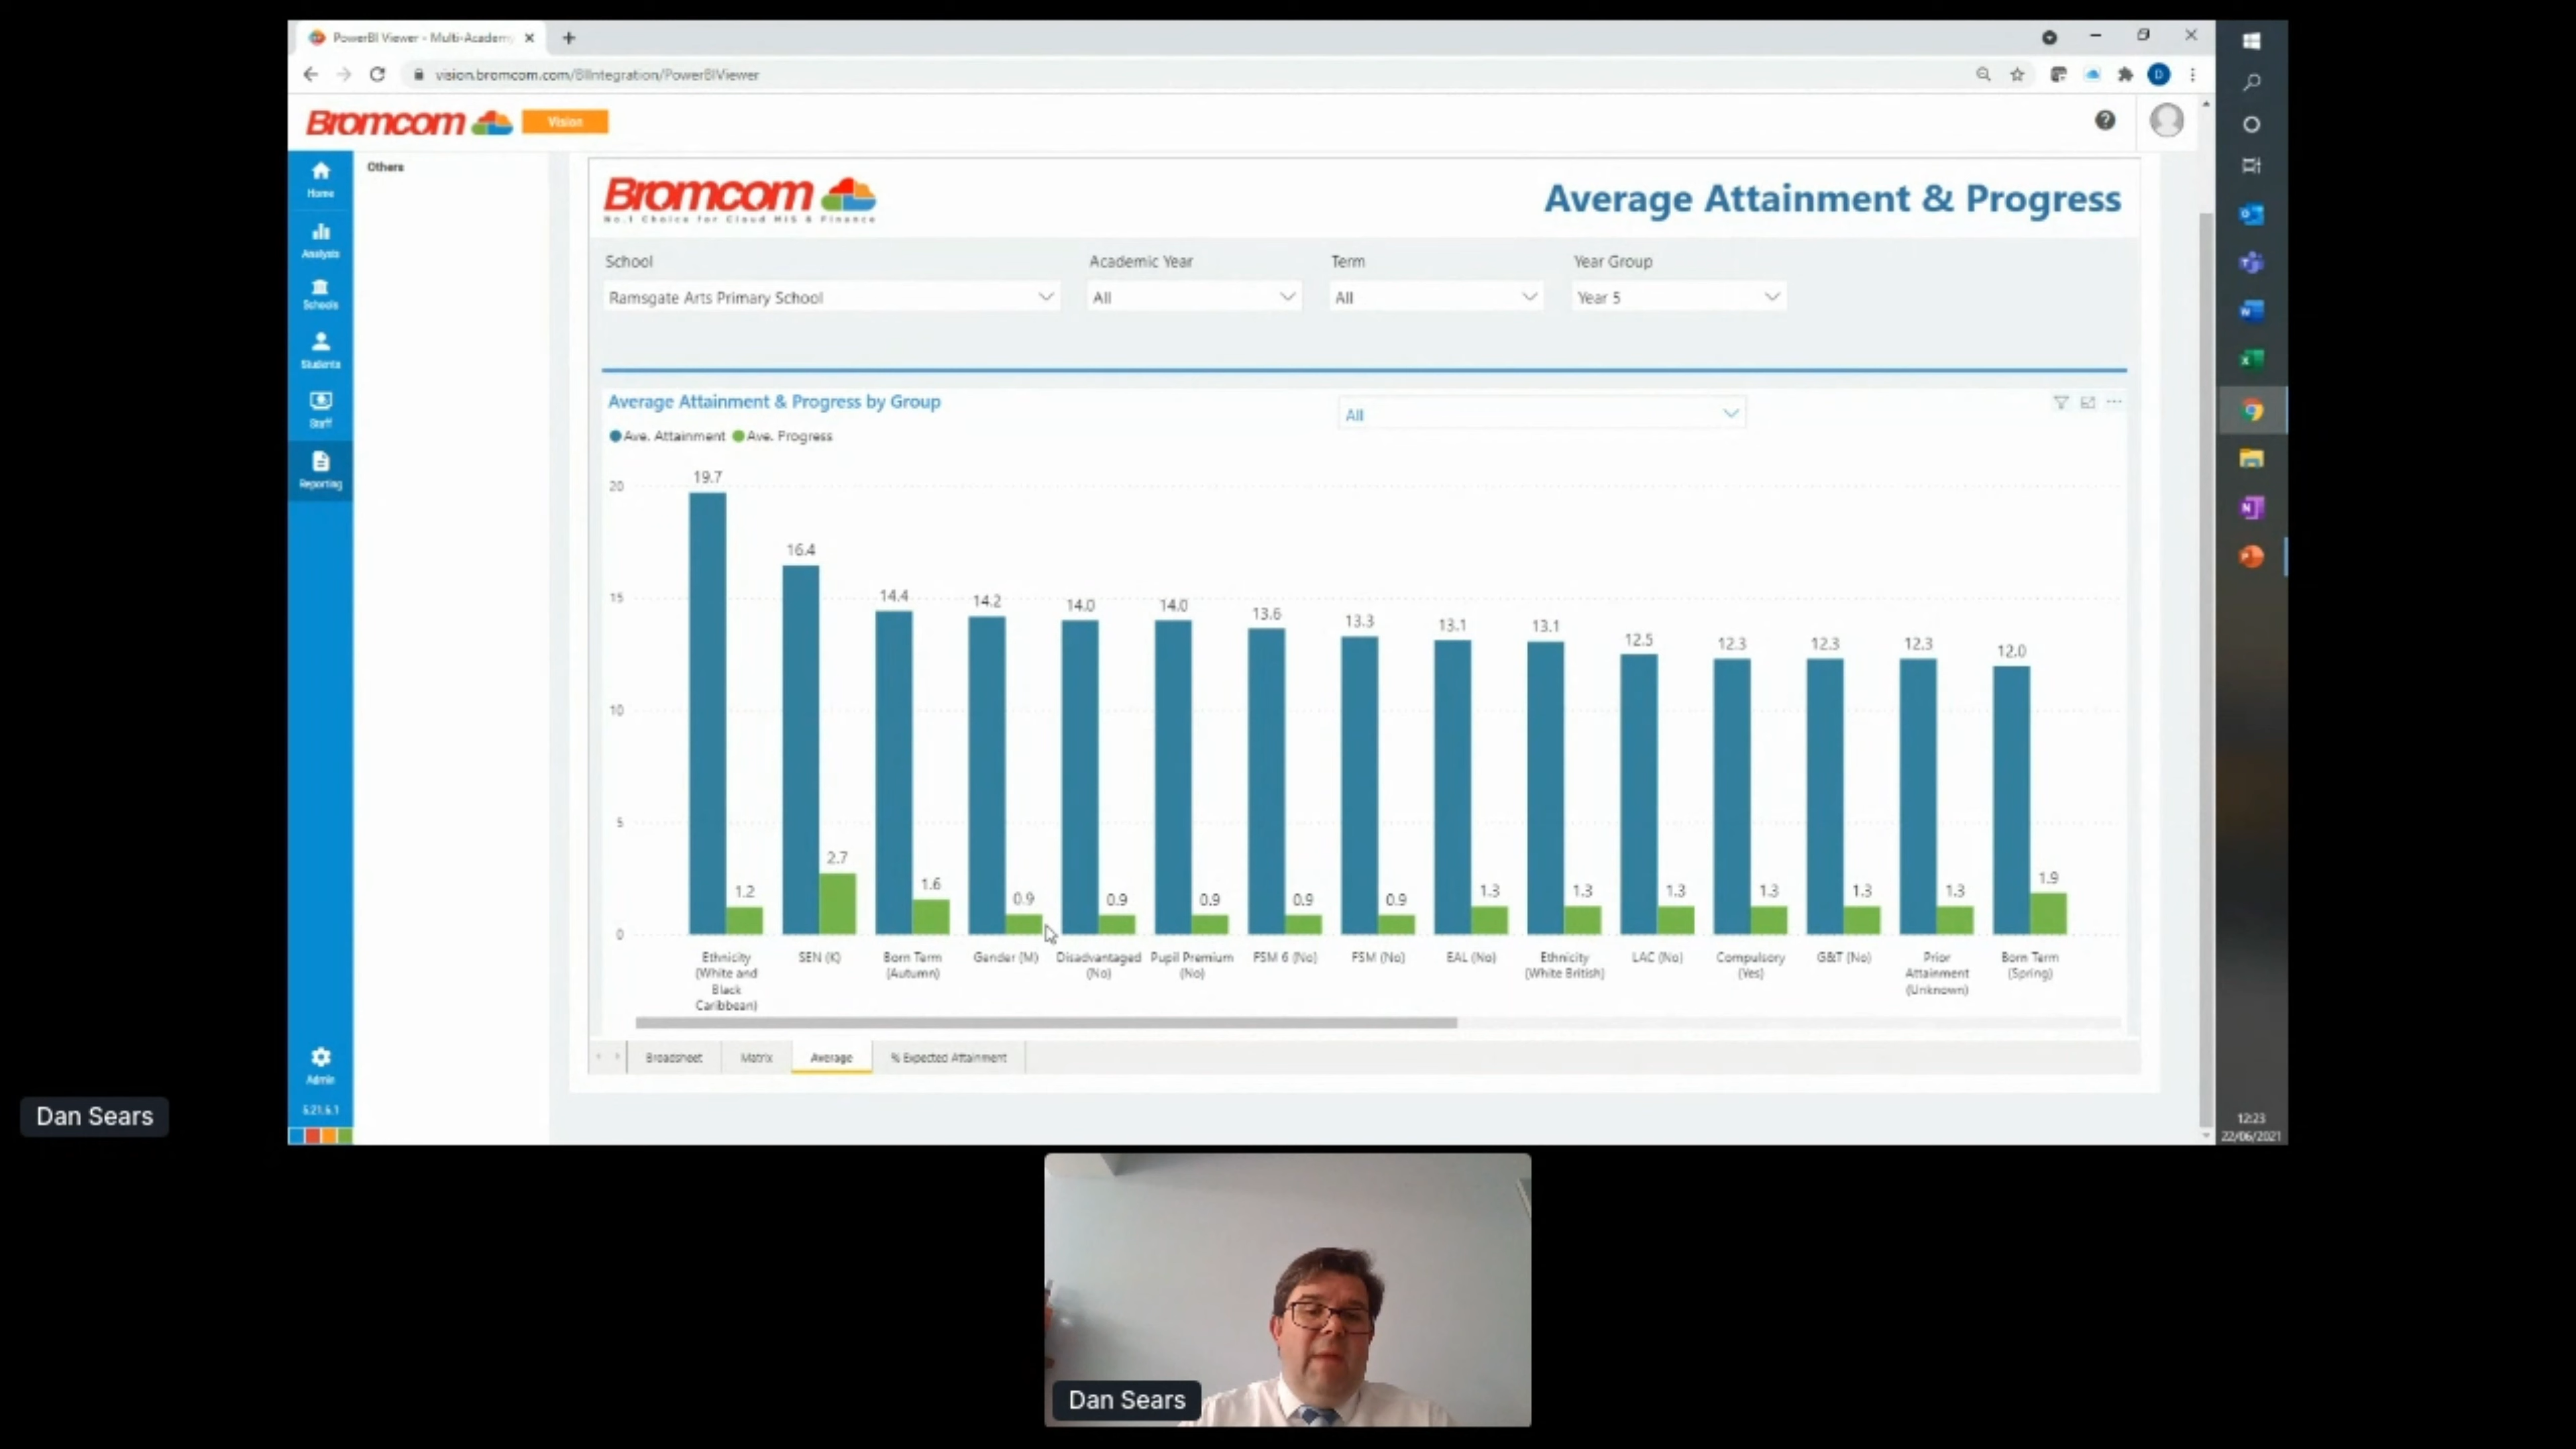 PowerBI Viewer - Multi-Academy
vision.bromcom.com/BIIntegration/PowerBIViewer
D
Bromcom
Vision
Home
Analysis
Schools
Students
Staff
Reporting
Admin
Others
Bromcom
No.1 Choice for Cloud MIS & Finance
Average Attainment & Progress
School
Academic Year
Term
Year Group
Ramsgate Arts Primary School
All
All
Year 5
Average Attainment & Progress by Group
All
Ave. Attainment
Ave. Progress
20
15
10
5
0
19.7
16.4
14.4
14.2
14.0
14.0
13.6
13.3
13.1
13.1
12.5
12.3
12.3
12.3
12.0
1.2
2.7
1.6
0.9
0.9
0.9
0.9
0.9
1.3
1.3
1.3
1.3
1.3
1.3
1.9
Ethnicity
(White and
Black
Caribbean)
SEN (K)
Born Term
(Autumn)
Gender (M)
Disadvantaged
(No)
Pupil Premium
(No)
FSM 6 (No)
FSM (No)
EAL (No)
Ethnicity
(White British)
LAC (No)
Compulsory
(Yes)
G&T (No)
Prior
Attainment
(Unknown)
Born Term
(Spring)
Broadsheet
Matrix
Average
% Expected Attainment
12:23
22/06/2021
Dan Sears
Dan Sears